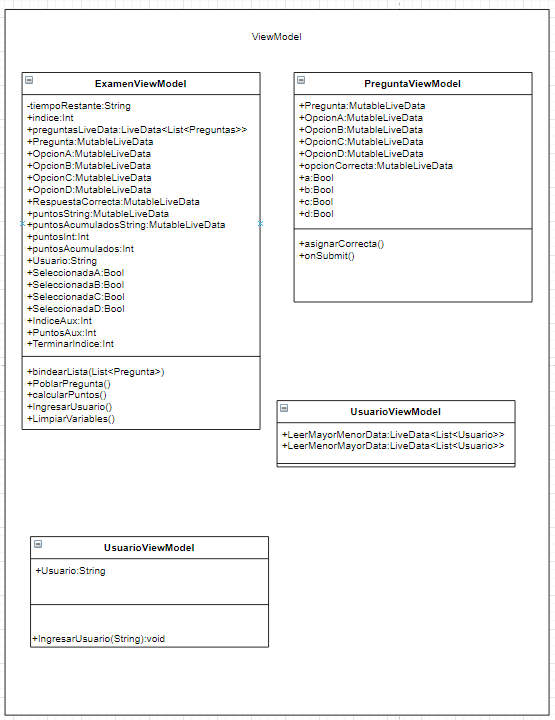 ViewModel
ExamenViewModel
-tiempoRestante:String
+indice:Int
+preguntasLiveData:LiveData<List<Preguntas>>
+Pregunta:MutableLiveData
+OpcionA:MutableLiveData
+OpcionB:MutableLiveData
+OpcionC:MutableLiveData
+OpcionD:MutableLiveData
+RespuestaCorrecta:MutableLiveData
+puntosString:MutableLiveData
+puntosAcumuladosString:MutableLiveData
+puntosInt:Int
+puntosAcumulados:Int
+Usuario:String
+SeleccionadaA:Bool
+SeleccionadaB:Bool
+SeleccionadaC:Bool
+SeleccionadaD:Bool
+IndiceAux:Int
+PuntosAux:Int
+TerminarIndice:Int
+bindearLista(List<Pregunta>)
+PoblarPregunta()
+calcularPuntos()
+IngresarUsuario()
+LimpiarVariables()
PreguntaViewModel
+Pregunta:MutableLiveData
+OpcionA:MutableLiveData
+OpcionB:MutableLiveData
+OpcionC:MutableLiveData
+OpcionD:MutableLiveData
+opcionCorrecta:MutableLiveData
+a:Bool
+b:Bool
+c:Bool
+d:Bool
+asignarCorrecta()
+onSubmit()
UsuarioViewModel
+LeerMayorMenorData:LiveData<List<Usuario>>
+LeerMenorMayorData:LiveData<List<Usuario>>
UsuarioViewModel
+Usuario:String
+IngresarUsuario(String):void